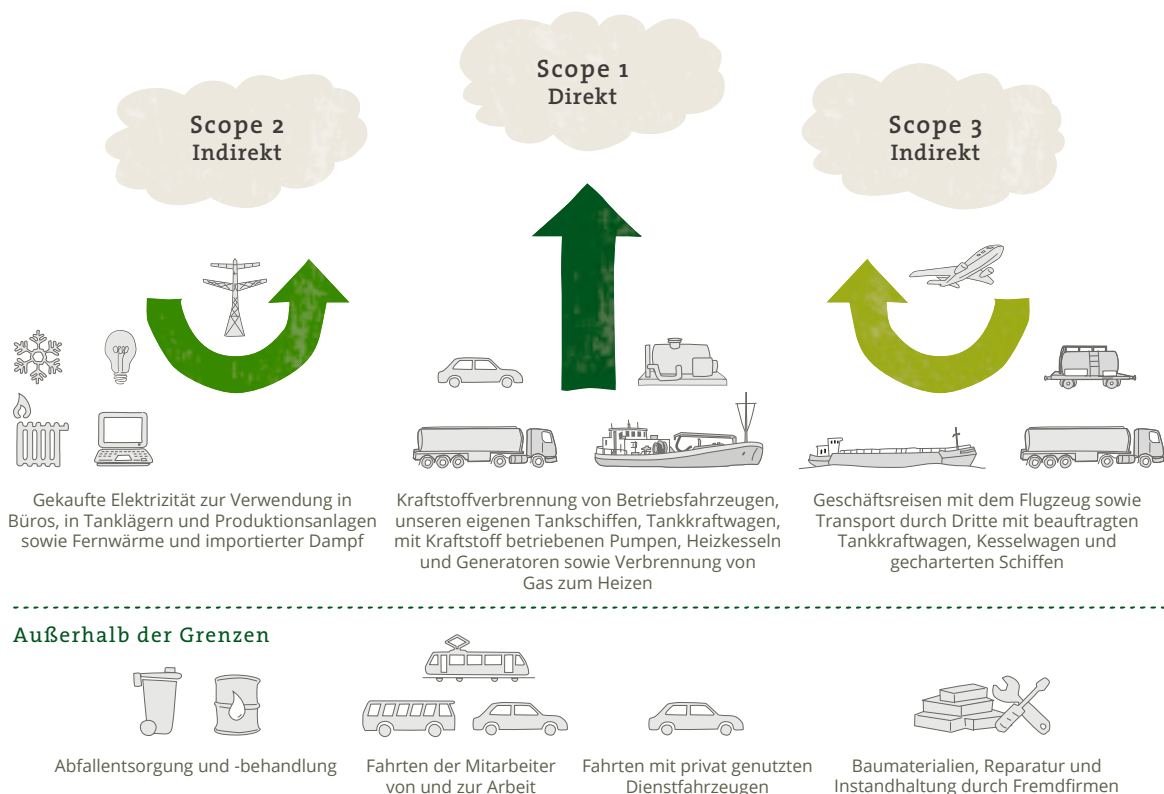 Scope 1
Direkt
Scope 2
Indirekt
Scope 3
Indirekt
Gekaufte Elektrizität zur Verwendung in
Büros, in Tanklägern und Produktionsanlagen
sowie Fernwärme und importierter Dampf
Kraftstoffverbrennung von Betriebsfahrzeugen,
unseren eigenen Tankschiffen, Tankkraftwagen,
mit Kraftstoff betriebenen Pumpen, Heizkesseln
und Generatoren sowie Verbrennung von
Gas zum Heizen
Geschäftsreisen mit dem Flugzeug sowie
Transport durch Dritte mit beauftragten
Tankkraftwagen, Kesselwagen und
gecharterten Schiffen
Außerhalb der Grenzen
Abfallentsorgung und -behandlung
Fahrten der Mitarbeiter
von und zur Arbeit
Fahrten mit privat genutzten
Dienstfahrzeugen
Baumaterialien, Reparatur und
Instandhaltung durch Fremdfirmen